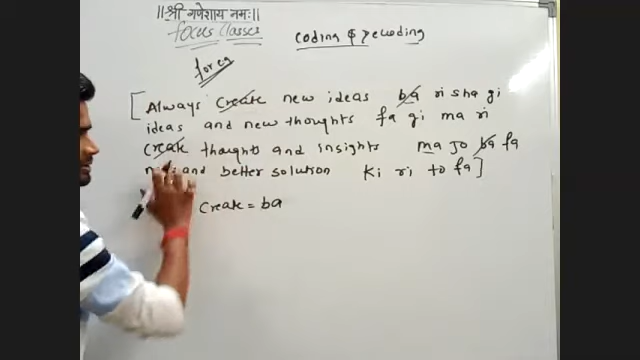 ||श्री गणेशाय नमः||
focus classes
coding & Decoding
for eg
[Always Creak new ideas ba ri sha gi
ideas and new thoughts fa gi ma ri
Creak thoughts and insights ma jo ba fa
and better solution ki ri to fa]
Creak = ba